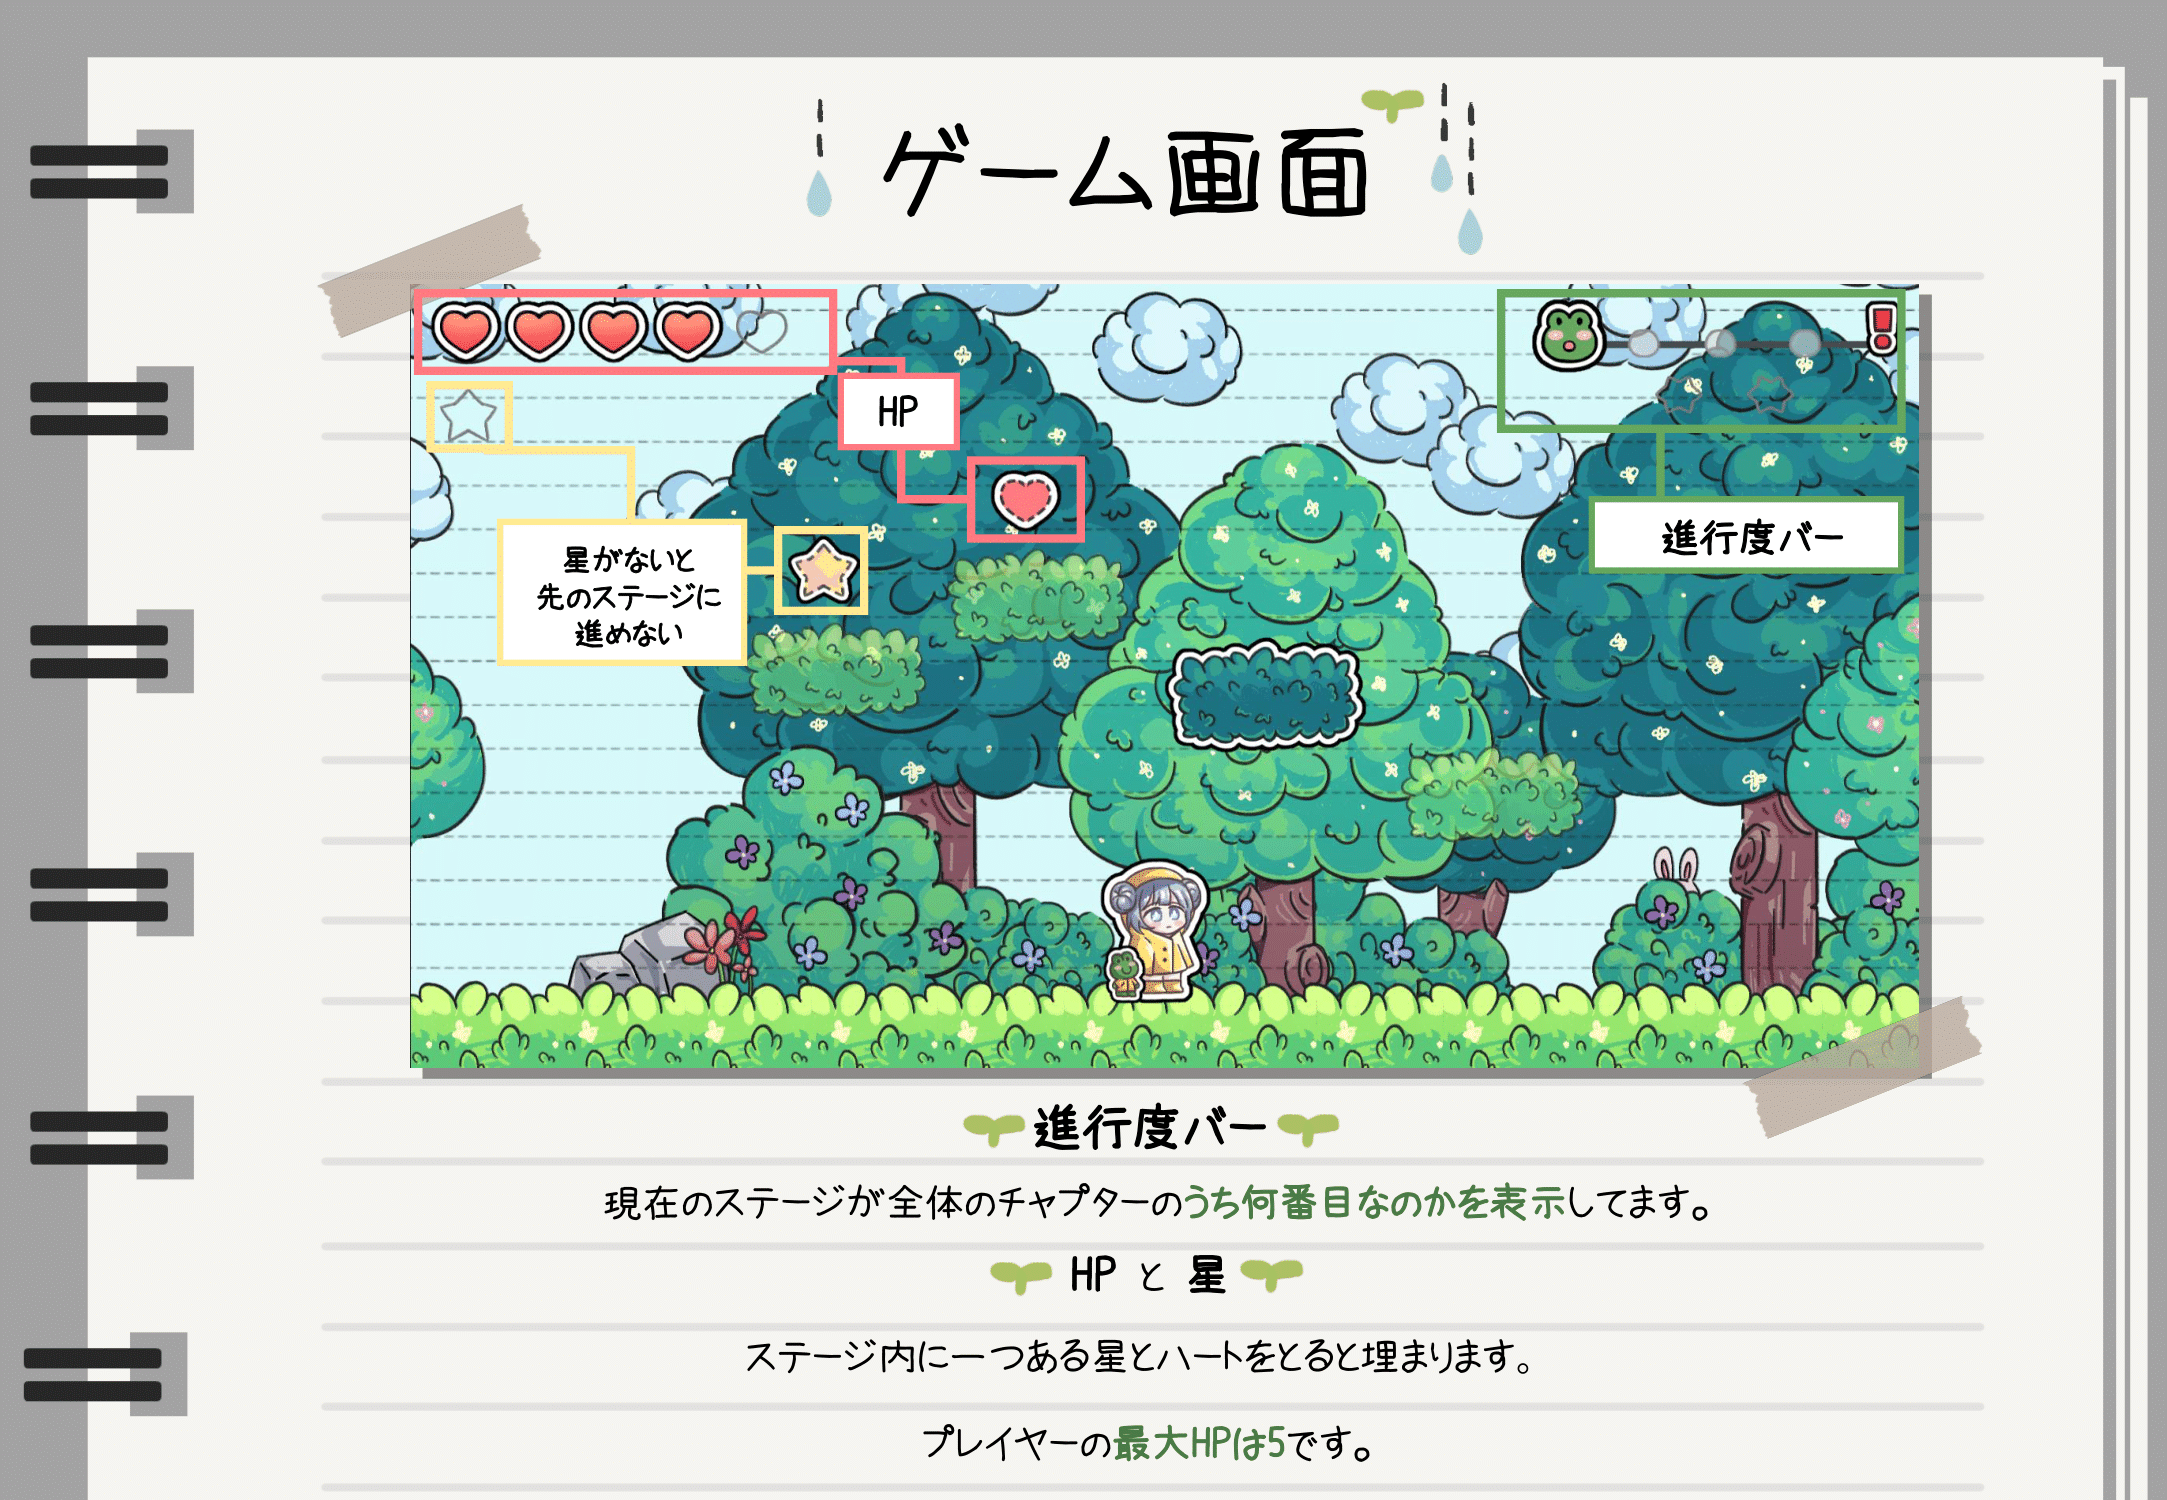 ゲーム画面
HP
星がないと
先のステージに
進めない
進行度バー
進行度バー
現在のステージが全体のチャプターのうち何番目なのかを表示してます。
HP と 星
ステージ内に一つある星とハートをとると埋まります。
プレイヤーの最大HPは5です。